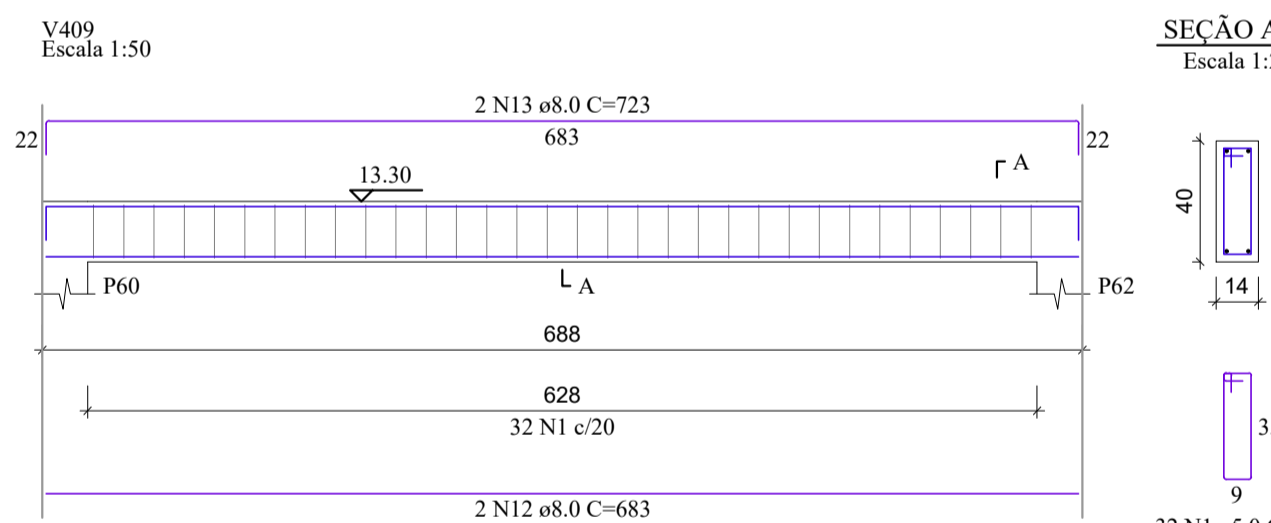 V409
Escala 1:50
SEÇÃO
Escala
2 N13 ø8.0 C=723
22
683
22
A
13.30
40
P60
A
P62
14
688
628
32 N1 c/20
9
2 N12 ø8.0 C=683